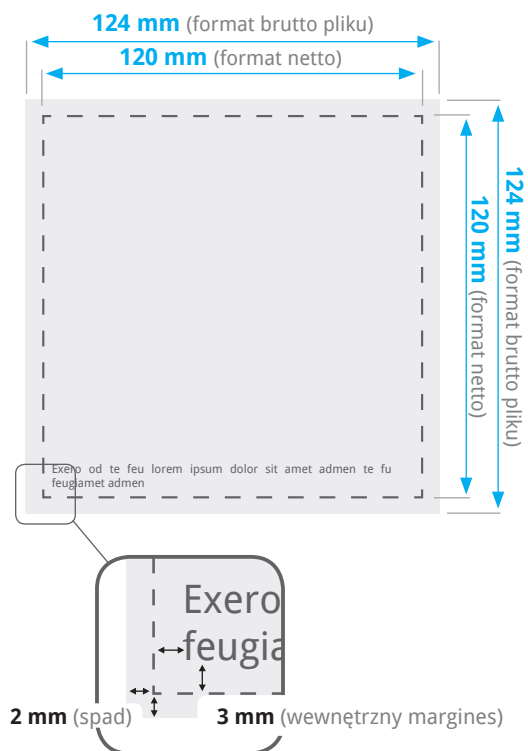 124 mm (format brutto pliku)
120 mm (format netto)
124 mm (format brutto pliku)
120 mm (format netto)
Exero od te feu lorem ipsum dolor sit amet admen te fu
feugiamet admen
Exero
feugia
2 mm (spad)
3 mm (wewnętrzny margines)